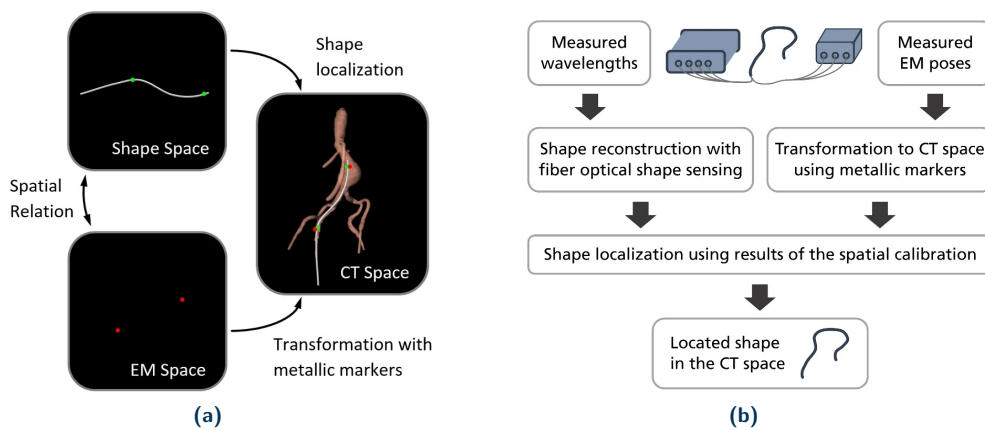 Shape Space
Shape
localization
Spatial
Relation
CT Space
EM Space
Transformation with
metallic markers
(a)
Measured
wavelengths
Measured
EM poses
Shape reconstruction with
fiber optical shape sensing
Transformation to CT space
using metallic markers
Shape localization using results of the spatial calibration
Located shape
in the CT space
(b)